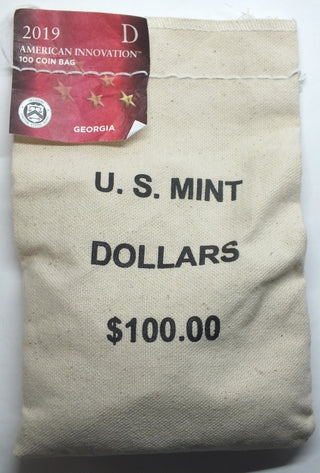 2019 D
AMERICAN INNOVATION™
100 COIN BAG
GEORGIA
U. S. MINT
DOLLARS
$100.00